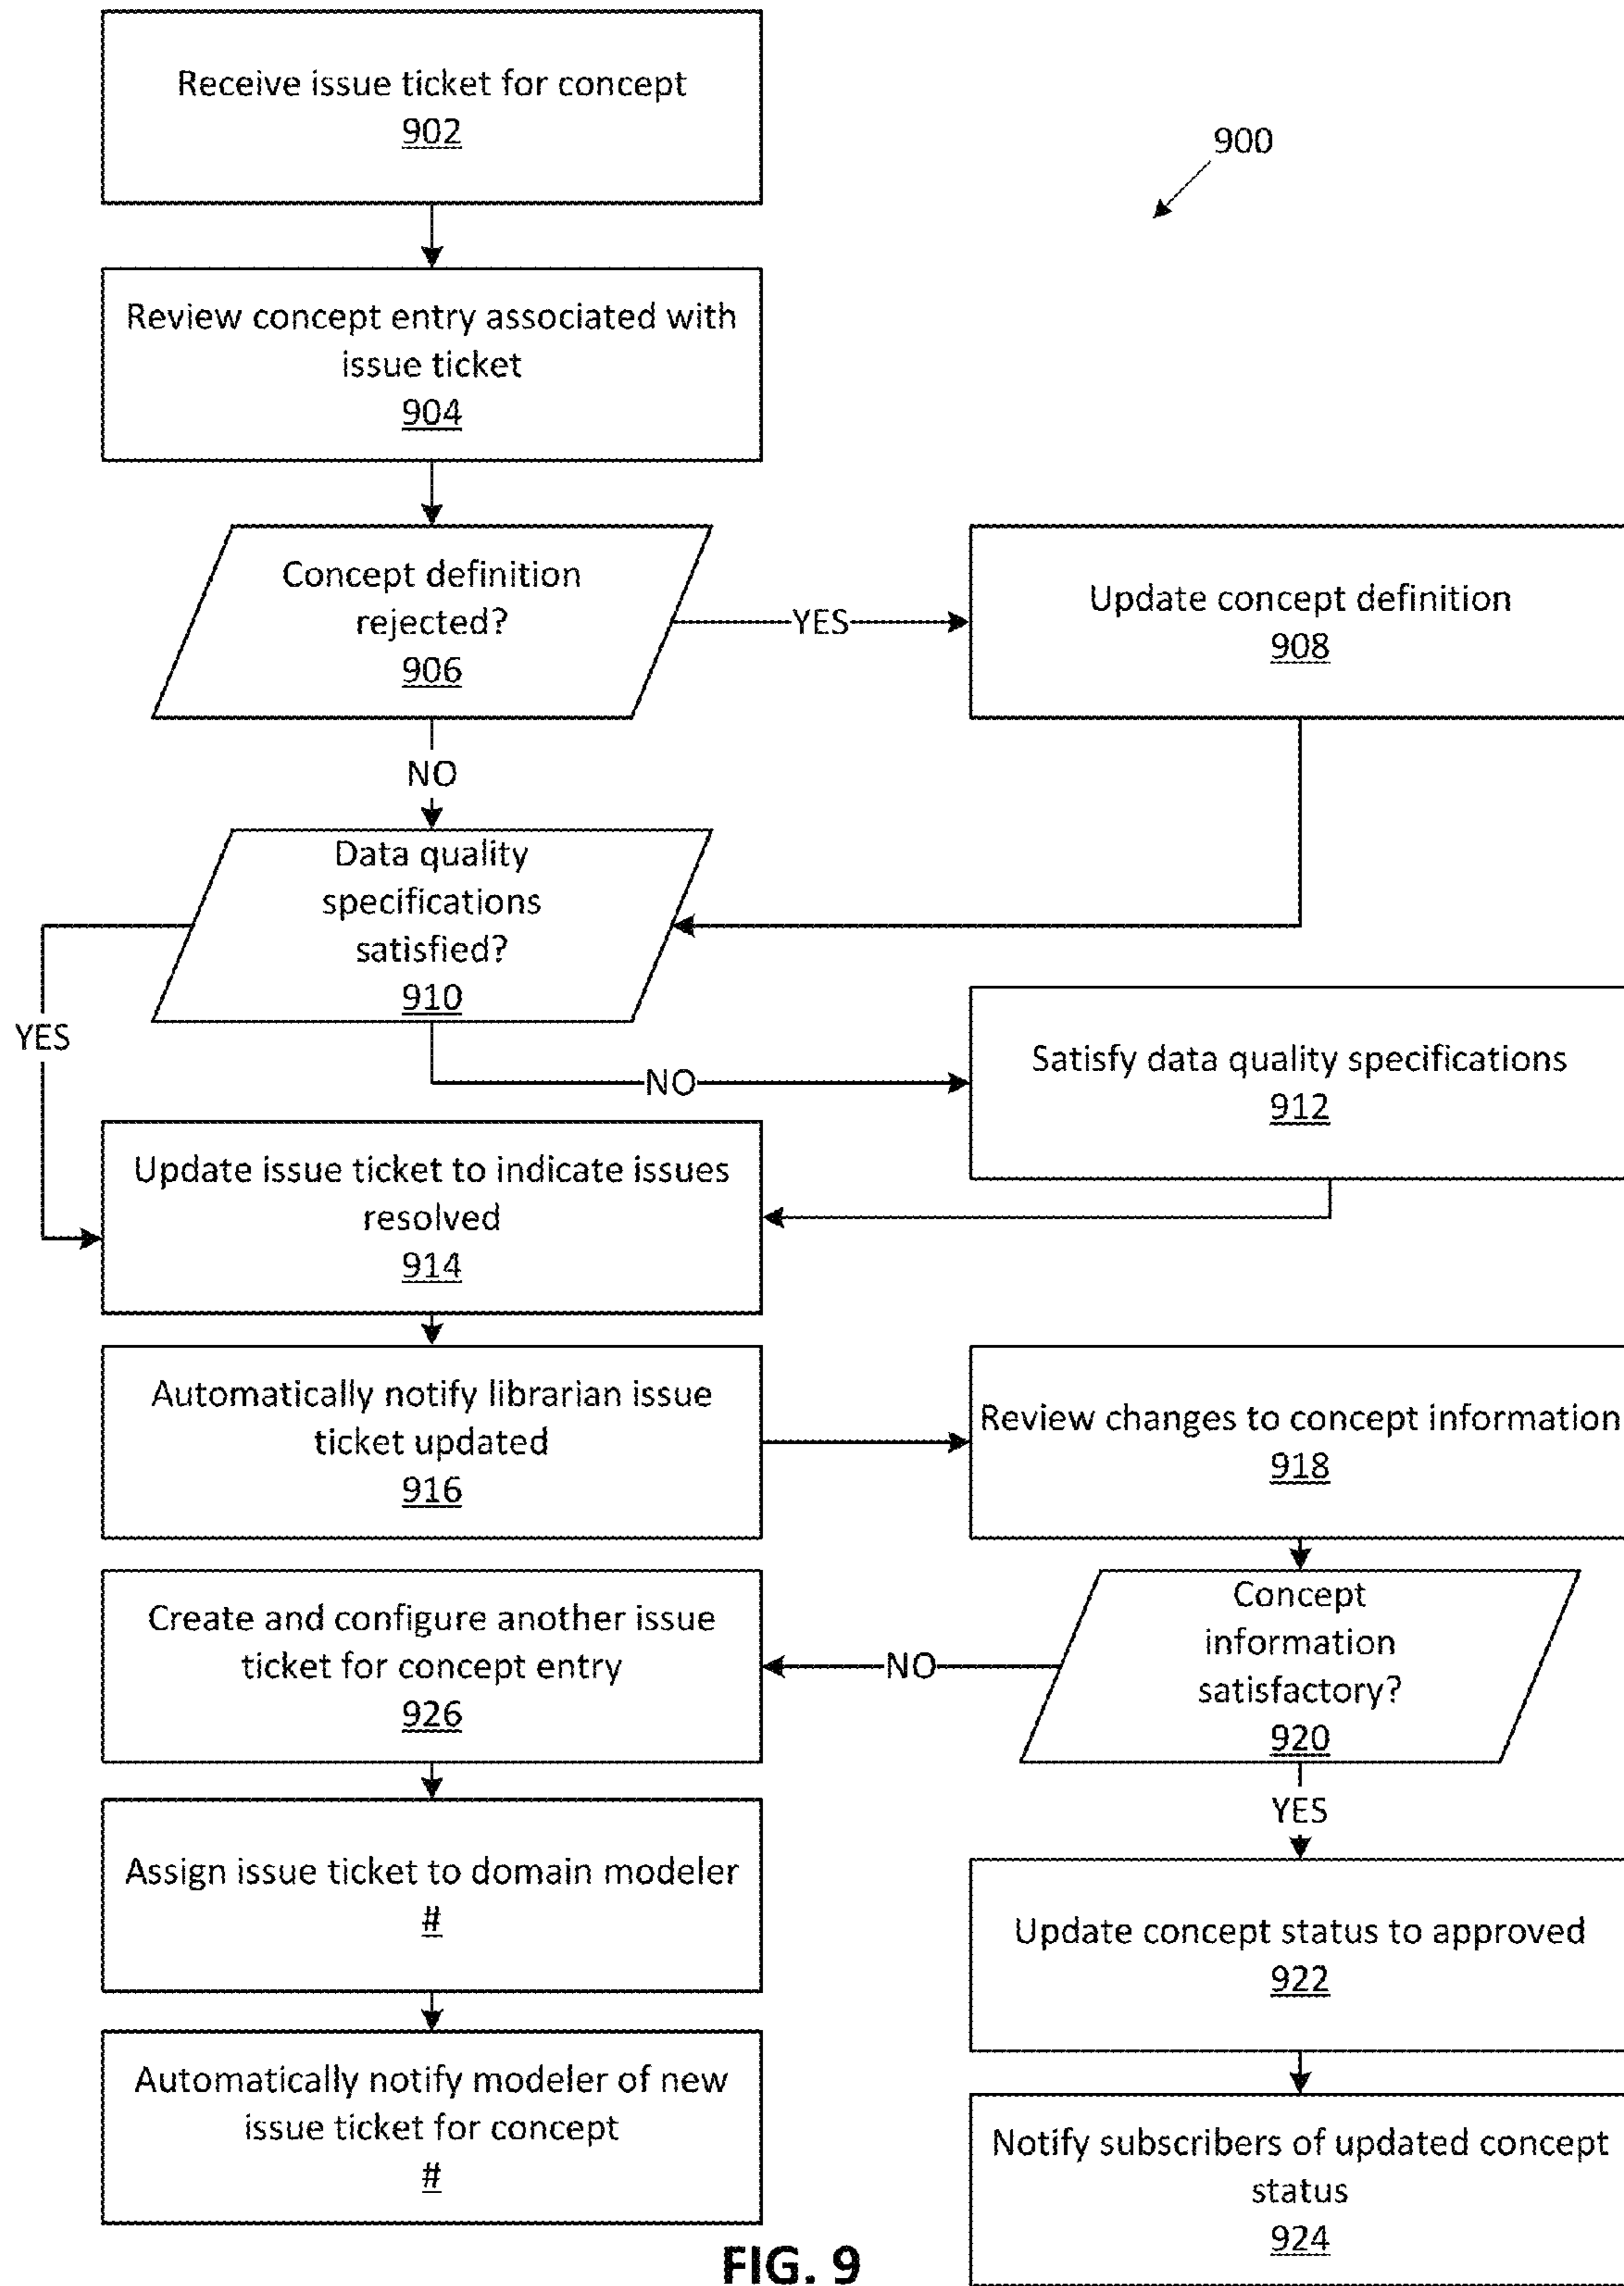 Receive issue ticket for concept
902
900
Review concept entry associated with
issue ticket
904
Concept definition
rejected?
906
YES
Update concept definition
908
NO
Data quality
specifications
satisfied?
910
YES
NO
Satisfy data quality specifications
912
Update issue ticket to indicate issues
resolved
914
Automatically notify librarian issue
ticket updated
916
Review changes to concept information
918
Concept
information
satisfactory?
920
NO
Create and configure another issue
ticket for concept entry
926
YES
Assign issue ticket to domain modeler
#
Update concept status to approved
922
Automatically notify modeler of new
issue ticket for concept
#
Notify subscribers of updated concept
status
924
FIG. 9